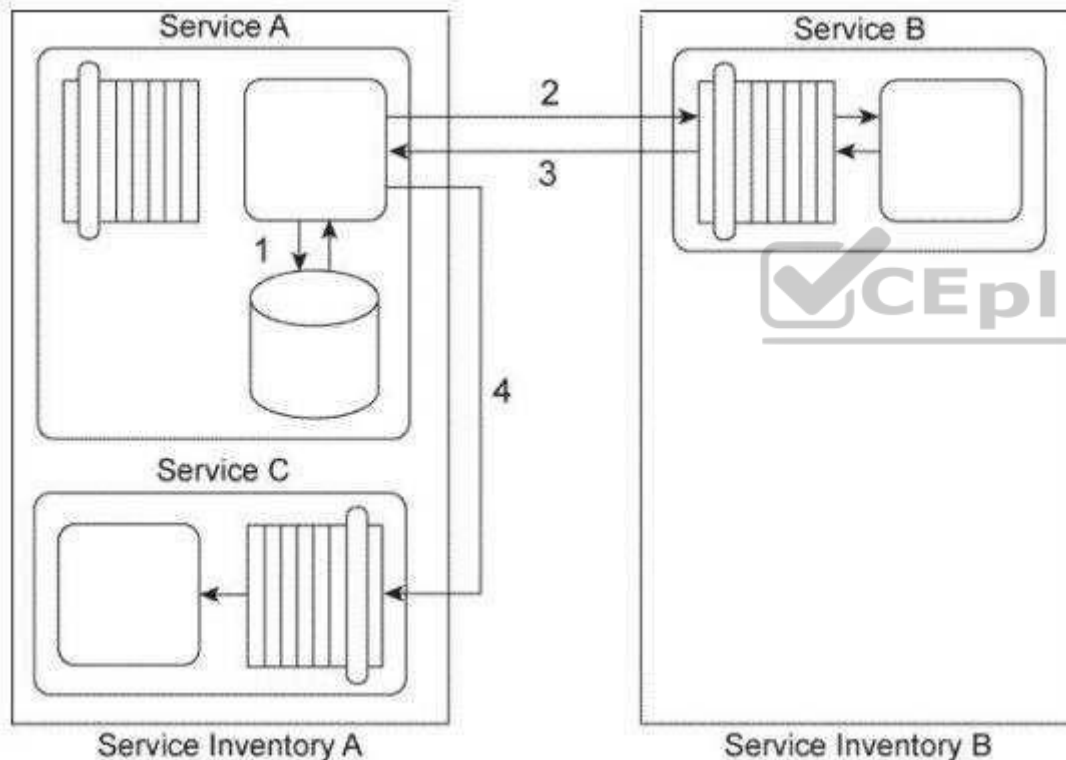 Service A
Service B
2
3
1
CEpl
4
Service C
Service Inventory A
Service Inventory B